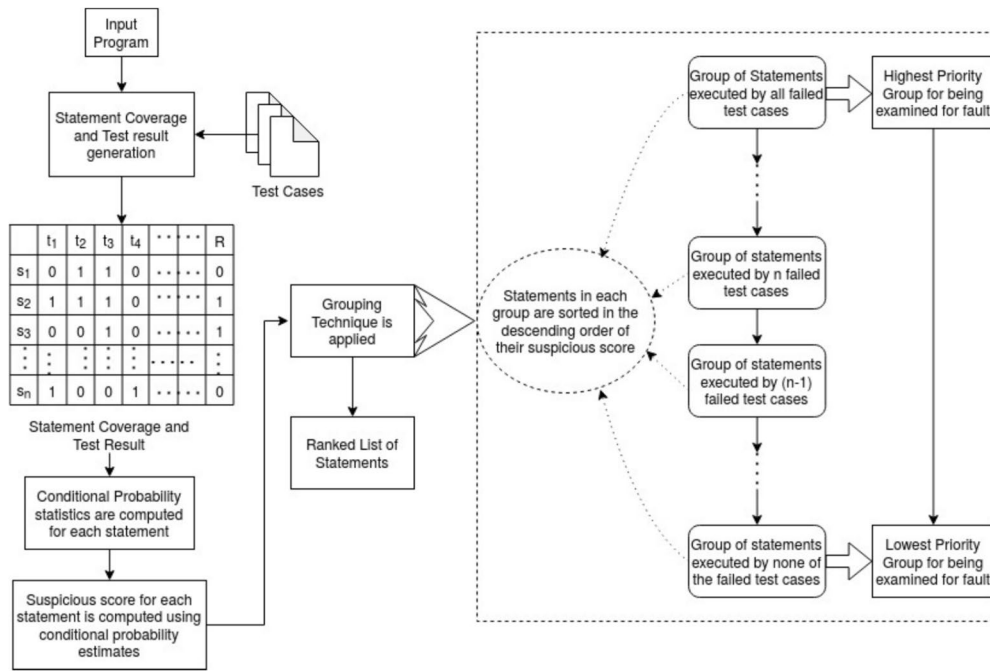 Input
Program
Statement Coverage
and Test result
generation
Test Cases
t1 t2 t3 t4 ..... R
s1 0 1 1 0 ..... 0
s2 1 1 1 0 ..... 1
s3 0 0 1 0 ..... 1
sn 1 0 0 1 ..... 0
Statement Coverage and
Test Result
Conditional Probability
statistics are computed
for each statement
Suspicious score for each
statement is computed using
conditional probability
estimates
Grouping
Technique is
applied
Ranked List of
Statements
Statements in each
group are sorted in the
descending order of
their suspicious score
Group of Statements
executed by all failed
test cases
Highest Priority
Group for being
examined for fault
Group of statements
executed by n failed
test cases
Group of statements
executed by (n-1)
failed test cases
Group of statements
executed by none of
the failed test cases
Lowest Priority
Group for being
examined for fault